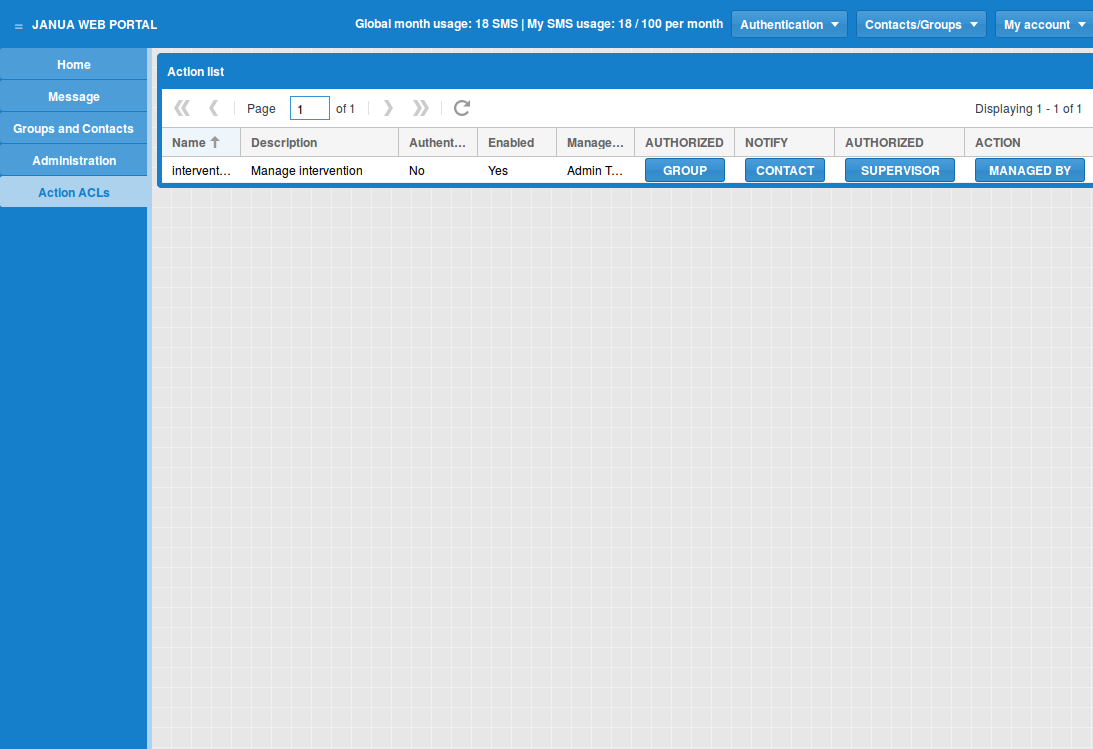 = JANUA WEB PORTAL
Global month usage: 18 SMS | My SMS usage: 18 / 100 per month
Authentication
Contacts/Groups
My account
Home
Message
Groups and Contacts
Administration
Action ACLs
Action list
Page 1 of 1
Displaying 1 - 1 of 1
Name Description Authent... Enabled Manage... AUTHORIZED NOTIFY AUTHORIZED ACTION
intervent... Manage intervention No Yes Admin T... GROUP CONTACT SUPERVISOR MANAGED BY